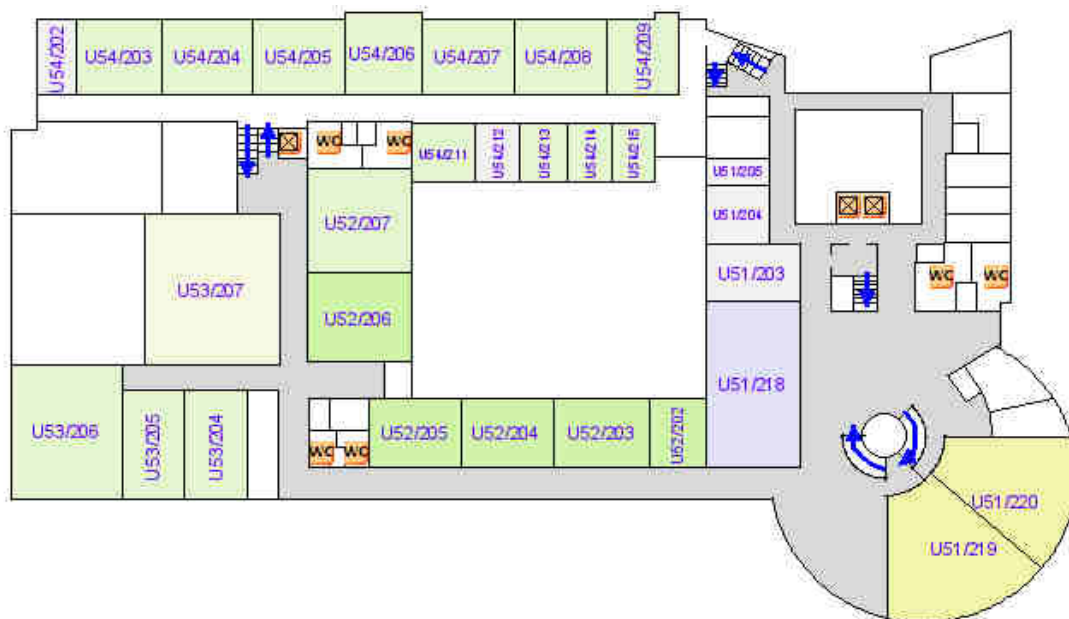 U54/202
U54/203
U54/204
U54/205
U54/206
U54/207
U54/208
U54/209
WC
WC
U54/211
U54/212
U54/213
U54/214
U54/215
U51/205
U51/204
U52/207
U51/203
WC
WC
U53/207
U52/206
U51/218
U53/206
U53/205
U53/204
WC
WC
U52/205
U52/204
U52/203
U52/202
U51/220
U51/219